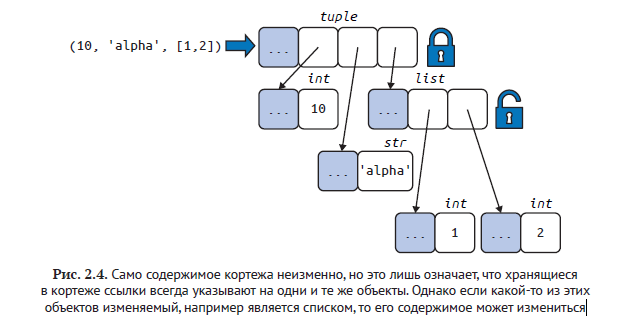 tuple
(10, 'alpha', [1,2])
...
int
list
... 10
...
str
... 'alpha'
int
int
... 1
... 2
Рис. 2.4. Само содержимое кортежа неизменно, но это лишь означает, что хранящиеся
в кортеже ссылки всегда указывают на одни и те же объекты. Однако если какой-то из этих
объектов изменяемый, например является списком, то его содержимое может измениться